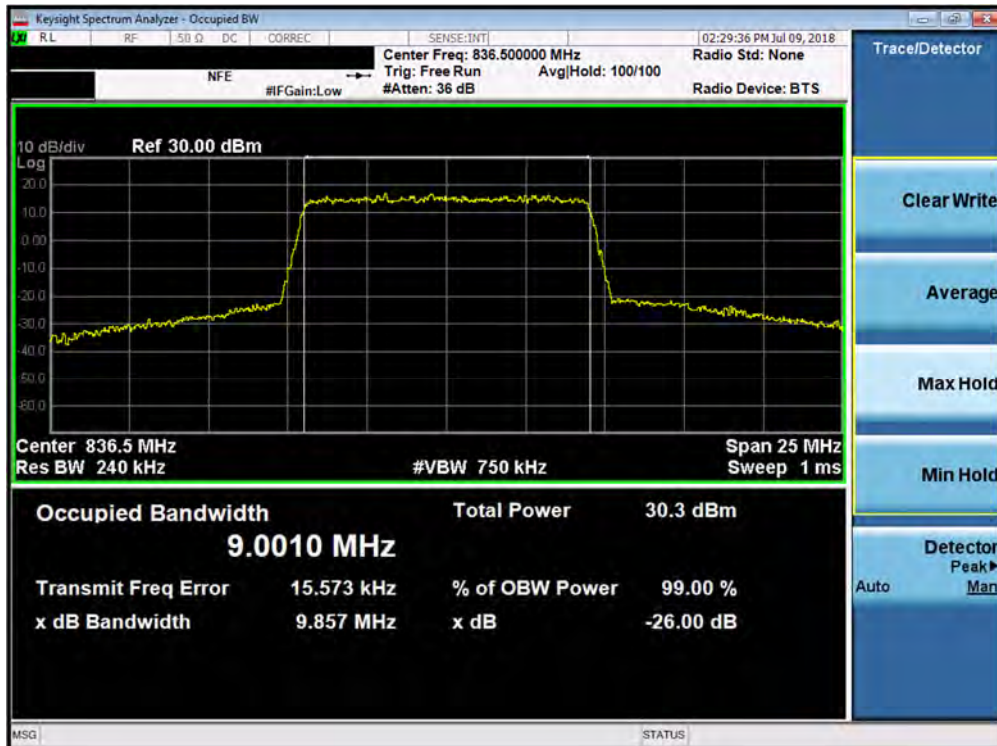 Keysight Spectrum Analyzer - Occupied BW
RL RF 50 Ω DC CORREC SENSE:INT 02:29:36 PM Jul 09, 2018
Center Freq: 836.500000 MHz Radio Std: None
NFE Trig: Free Run Avg|Hold: 100/100
#IFGain:Low #Atten: 36 dB Radio Device: BTS
10 dB/div Ref 30.00 dBm
Log
20.0
10.0
0.00
-10.0
-20.0
-30.0
-40.0
-50.0
-60.0
Center 836.5 MHz Span 25 MHz
Res BW 240 kHz #VBW 750 kHz Sweep 1 ms
Occupied Bandwidth Total Power 30.3 dBm
9.0010 MHz
Transmit Freq Error 15.573 kHz % of OBW Power 99.00 %
x dB Bandwidth 9.857 MHz x dB -26.00 dB
MSG STATUS
Trace/Detector
Clear Write
Average
Max Hold
Min Hold
Detector
Peak▶
Auto Man